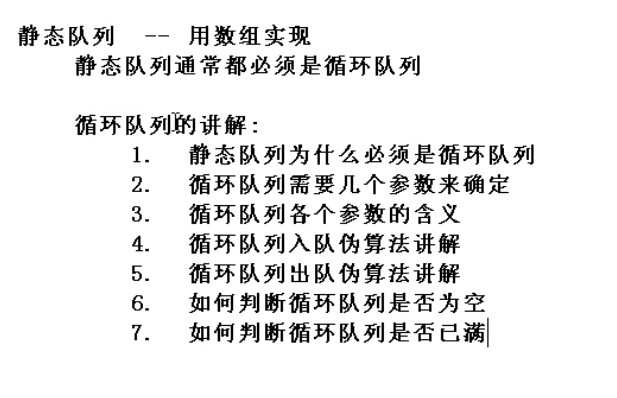 静态队列 -- 用数组实现
静态队列通常都必须是循环队列
循环队列的讲解:
1. 静态队列为什么必须是循环队列
2. 循环队列需要几个参数来确定
3. 循环队列各个参数的含义
4. 循环队列入队伪算法讲解
5. 循环队列出队伪算法讲解
6. 如何判断循环队列是否为空
7. 如何判断循环队列是否已满